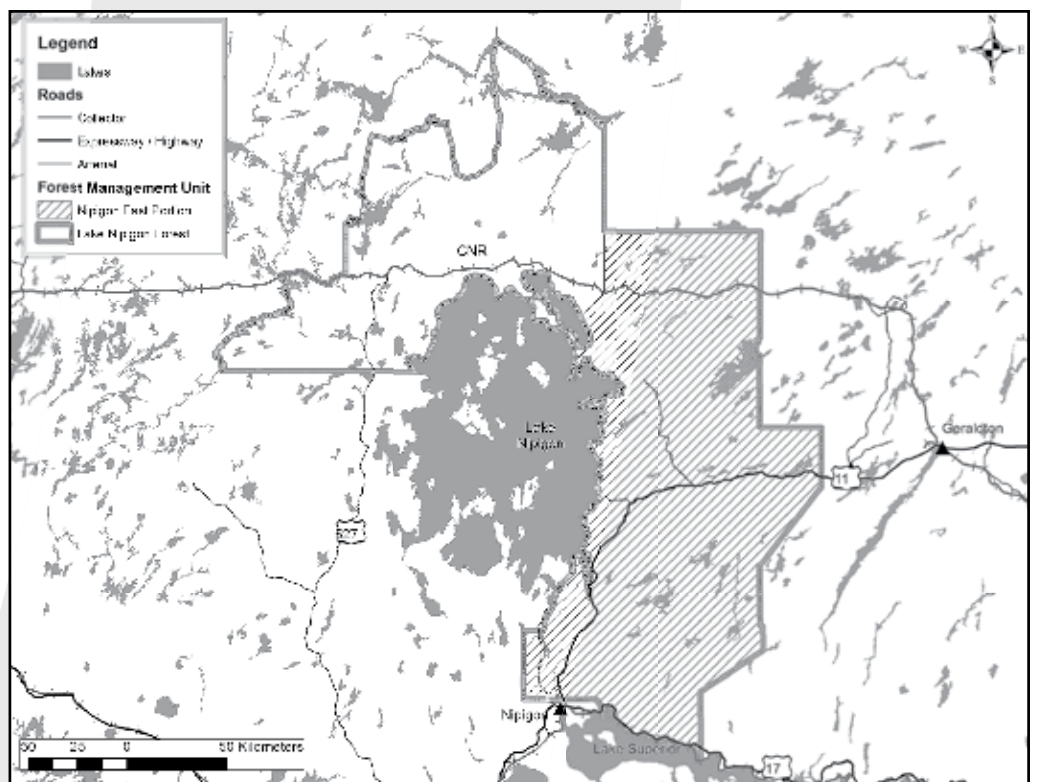 Legend
Lakes
Roads
Collector
Expressway / Highway
Arterial
Forest Management Unit
Nipigon East Portion
Lake Nipigon Forest
N
W E
S
CNR
Lake
Nipigon
Geraldton
11
527
Nipigon
Lake Superior
17
50 25 0 50 Kilometers